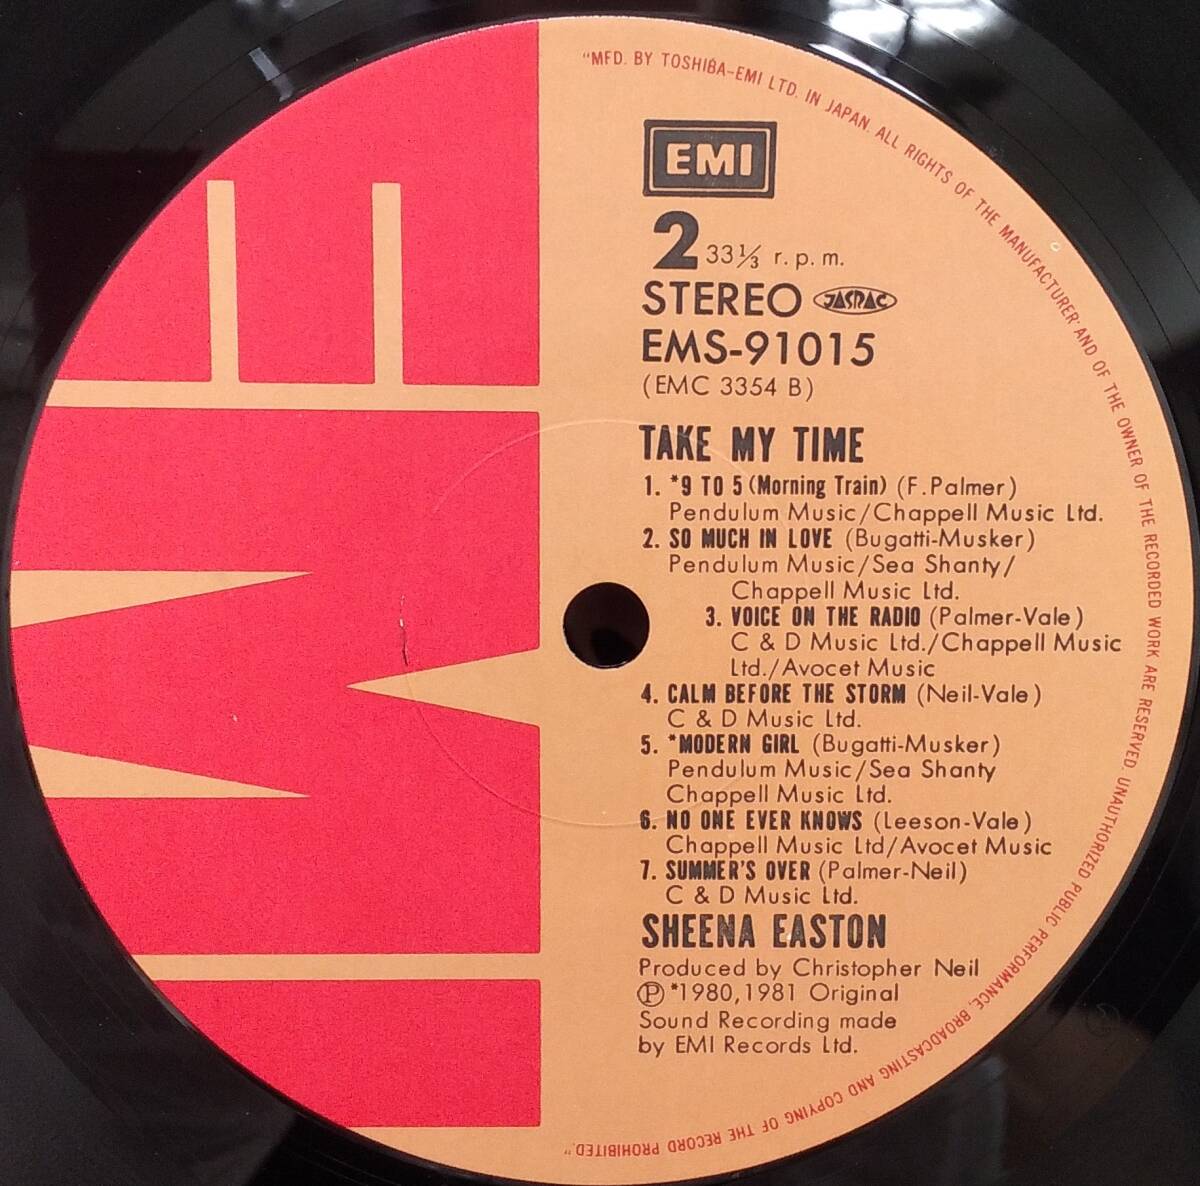 "MFD. BY TOSHIBA-EMI LTD. IN JAPAN. ALL RIGHTS OF THE MANUFACTURER' AND OF THE OWNER OF THE RECORDED WORK ARE RESERVED. UNAUTHORIZED PUBLIC PERFORMANCE, BROADCASTING AND COPYING OF THE RECORD PROHIBITED."
EMI
EMI
2 33⅓ r.p.m.
STEREO JASRAC
EMS-91015
(EMC 3354 B)
TAKE MY TIME
1. *9 TO 5 (Morning Train) (F. Palmer)
Pendulum Music/Chappell Music Ltd.
2. SO MUCH IN LOVE (Bugatti-Musker)
Pendulum Music/Sea Shanty/
Chappell Music Ltd.
3. VOICE ON THE RADIO (Palmer-Vale)
C & D Music Ltd./Chappell Music
Ltd./Avocet Music
4. CALM BEFORE THE STORM (Neil-Vale)
C & D Music Ltd.
5. *MODERN GIRL (Bugatti-Musker)
Pendulum Music/Sea Shanty
Chappell Music Ltd.
6. NO ONE EVER KNOWS (Leeson-Vale)
Chappell Music Ltd/Avocet Music
7. SUMMER'S OVER (Palmer-Neil)
C & D Music Ltd.
SHEENA EASTON
Produced by Christopher Neil
Ⓟ *1980, 1981 Original
Sound Recording made
by EMI Records Ltd.